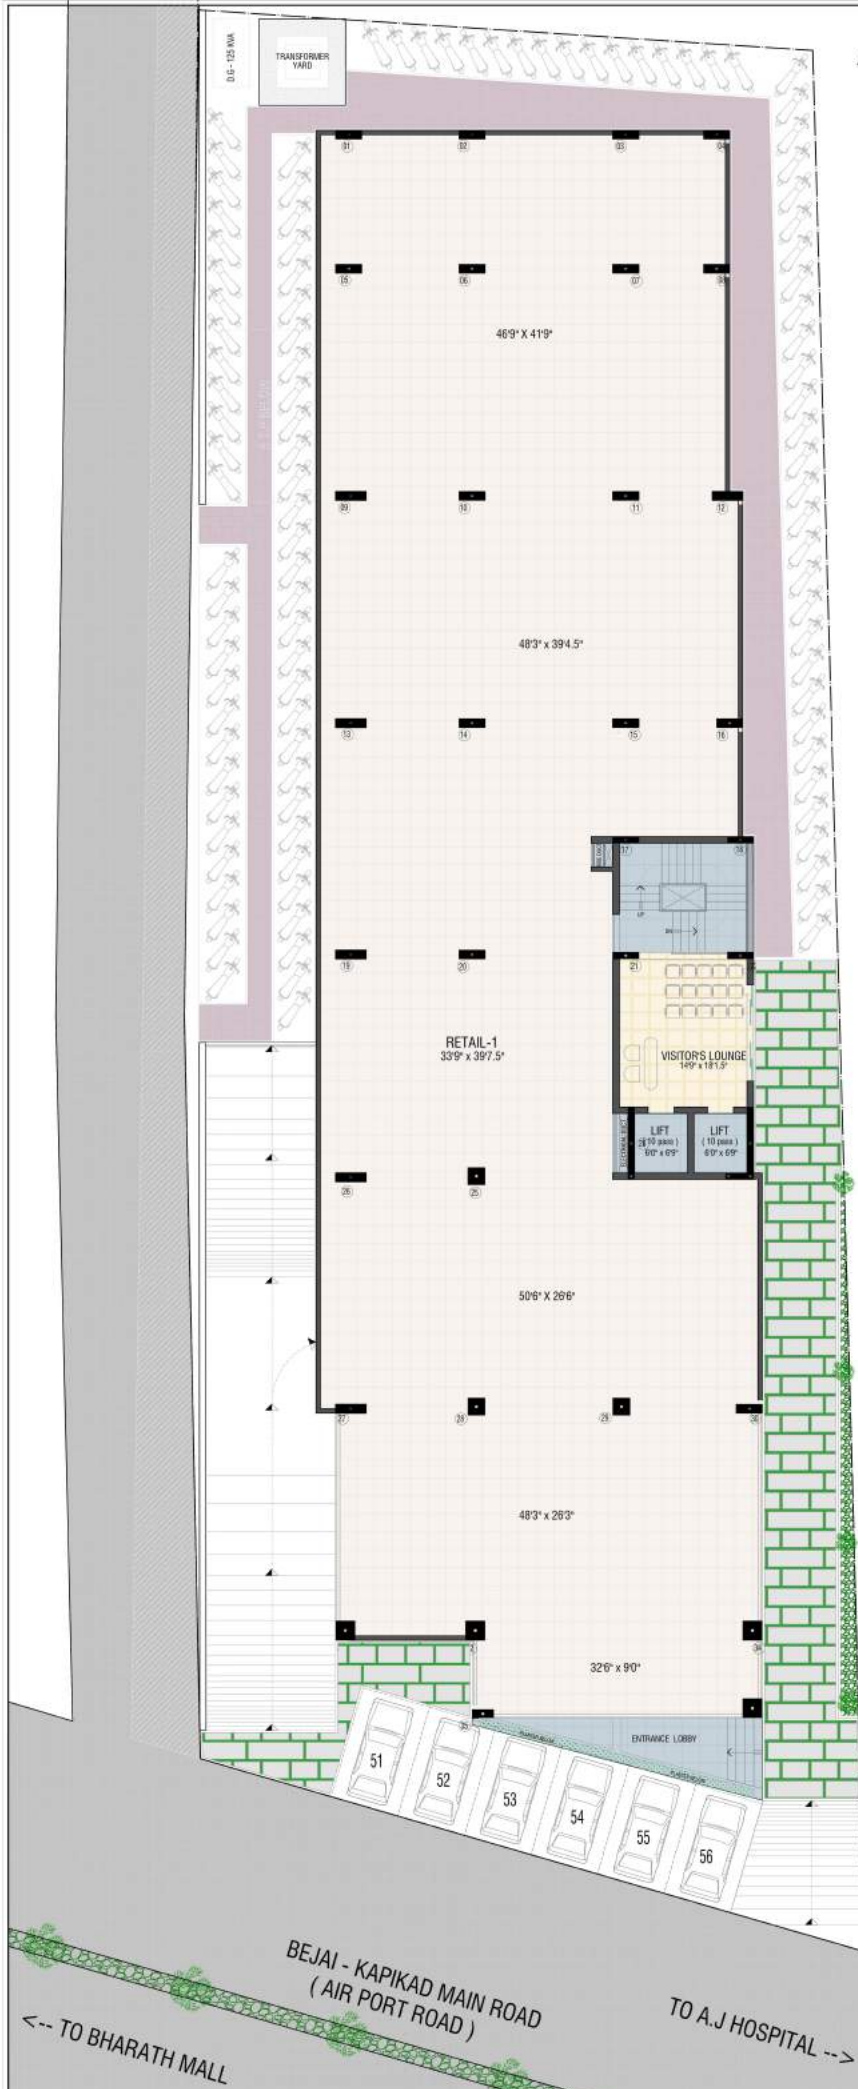 D.G - 125 KVA
TRANSFORMER
YARD
01
02
03
04
05
06
07
08
46'9" X 41'9"
09
10
11
12
48'3" x 39'4.5"
13
14
15
16
17
18
UP
DN
19
20
21
RETAIL-1
33'9" x 39'7.5"
VISITOR'S LOUNGE
14'9" x 18'1.5"
ELECTRICAL DUCT
LIFT
( 10 pass )
6'0" x 6'9"
LIFT
( 10 pass )
6'0" x 6'9"
26
25
50'6" X 26'6"
28
29
30
48'3" x 26'3"
32'6" x 9'0"
ENTRANCE LOBBY
51
52
53
54
55
56
BEJAI - KAPIKAD MAIN ROAD
( AIR PORT ROAD )
TO A.J HOSPITAL -->
<-- TO BHARATH MALL